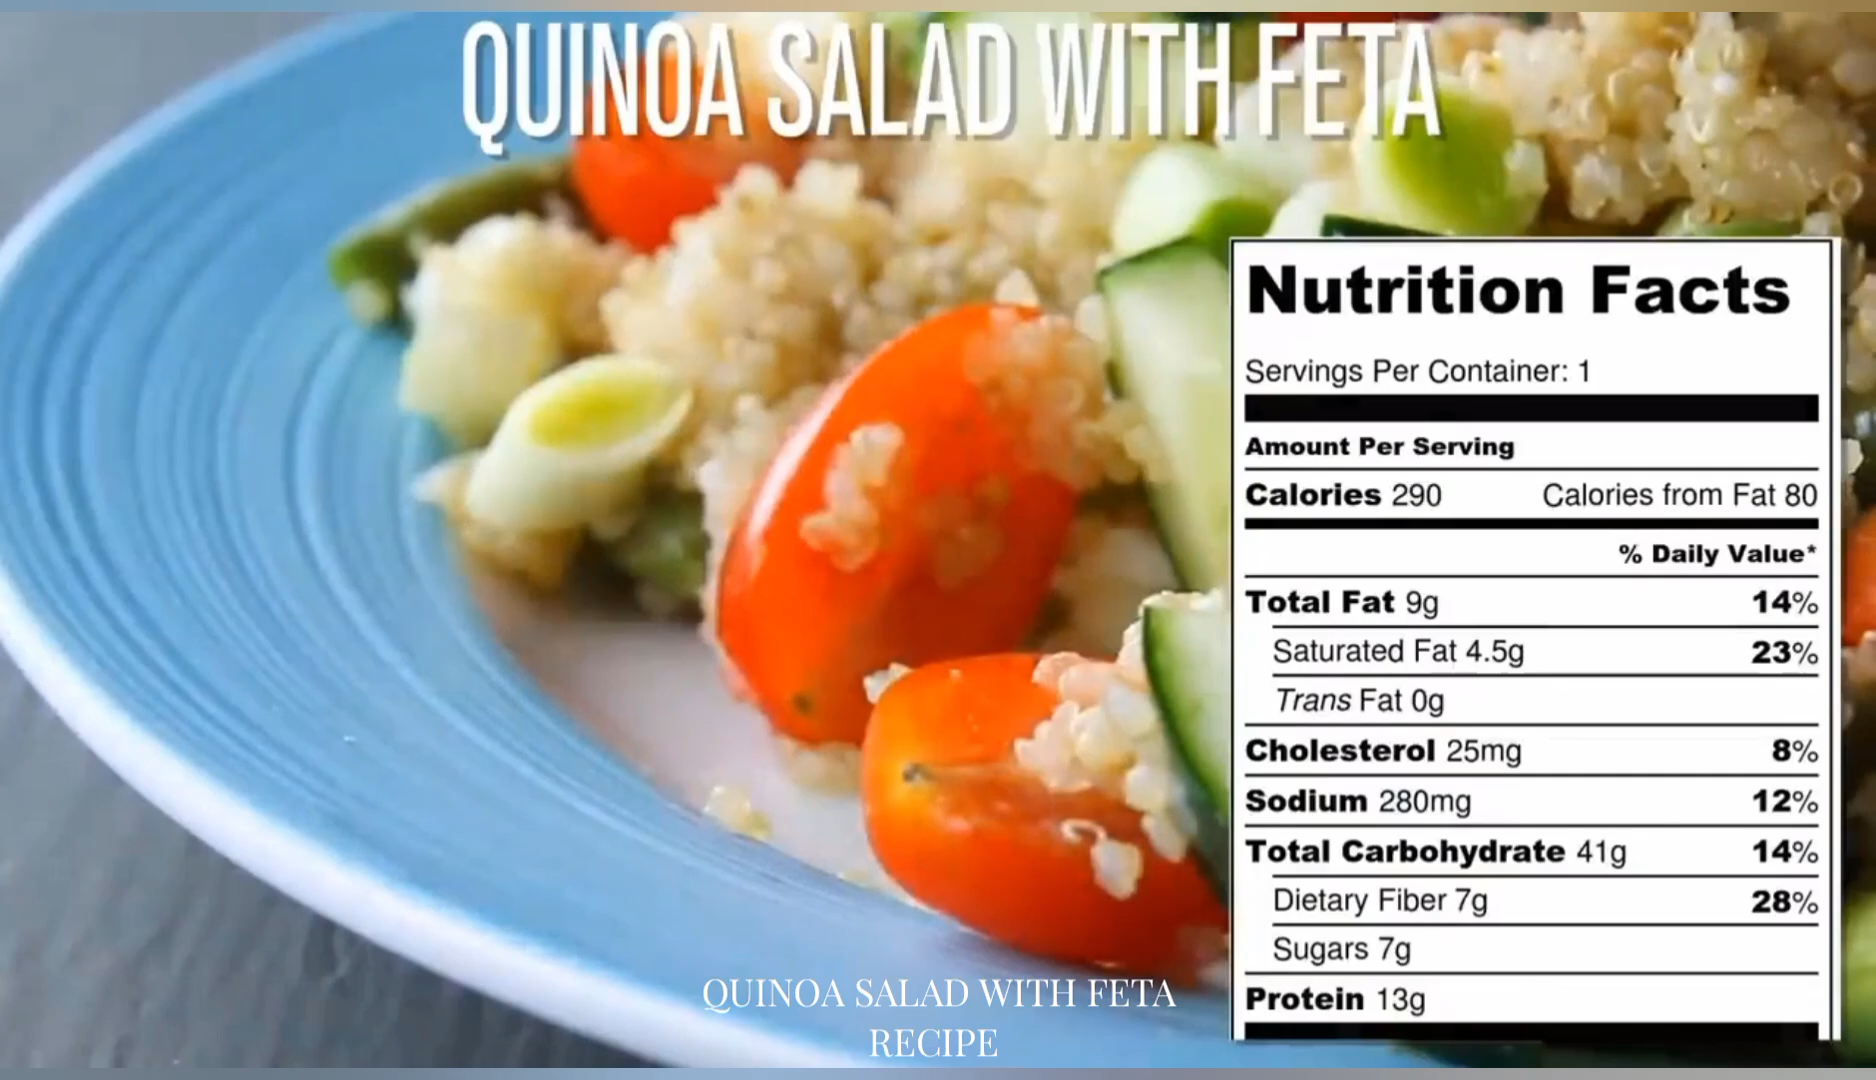 QUINOA SALAD WITH FETA
Nutrition Facts
Servings Per Container: 1
Amount Per Serving
Calories 290 Calories from Fat 80
% Daily Value*
Total Fat 9g 14%
Saturated Fat 4.5g 23%
Trans Fat 0g
Cholesterol 25mg 8%
Sodium 280mg 12%
Total Carbohydrate 41g 14%
Dietary Fiber 7g 28%
Sugars 7g
Protein 13g
QUINOA SALAD WITH FETA
RECIPE